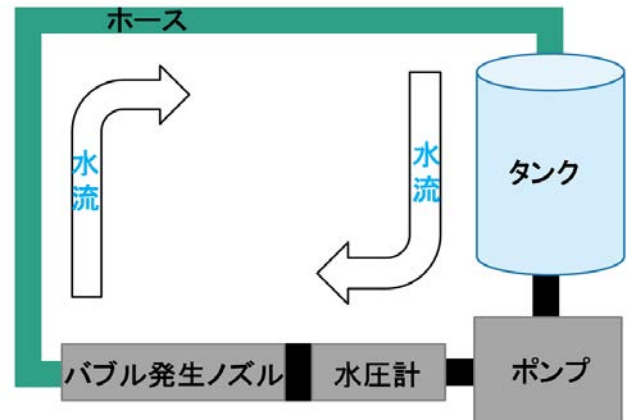 ホース
水流
水流
タンク
バブル発生ノズル
水圧計
ポンプ